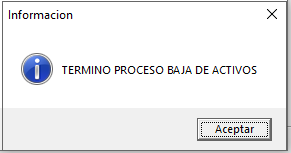 Informacion
TERMINO PROCESO BAJA DE ACTIVOS
Aceptar